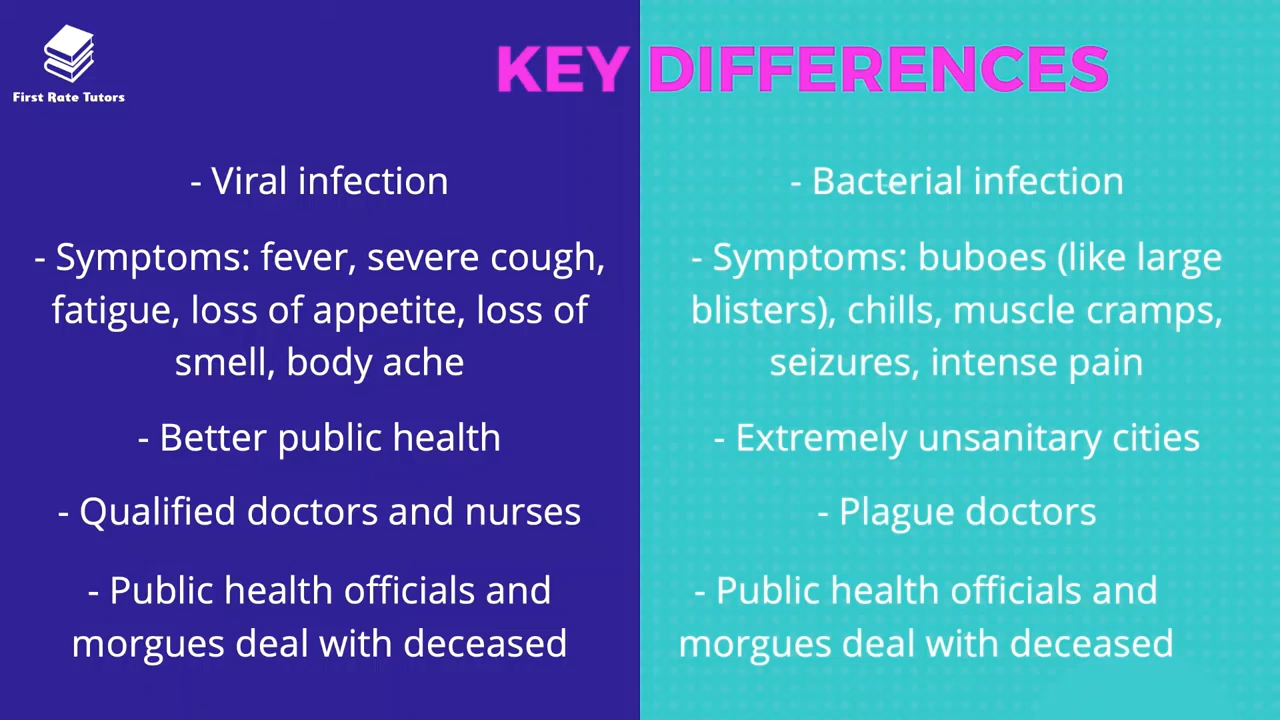 First Rate Tutors
KEY DIFFERENCES
- Viral infection
- Symptoms: fever, severe cough,
fatigue, loss of appetite, loss of
smell, body ache
- Better public health
- Qualified doctors and nurses
- Public health officials and
morgues deal with deceased
- Bacterial infection
- Symptoms: buboes (like large
blisters), chills, muscle cramps,
seizures, intense pain
- Extremely unsanitary cities
- Plague doctors
- Public health officials and
morgues deal with deceased